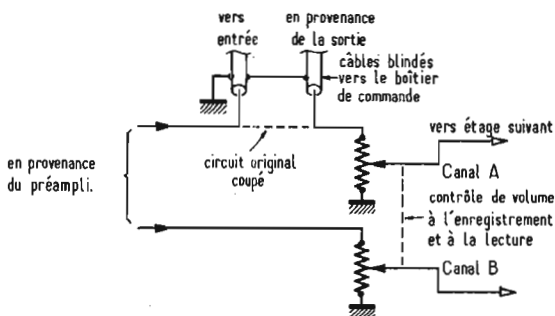 vers
entrée
en provenance
de la sortie
câbles blindés
vers le boîtier
de commande
vers étage suivant
circuit original
coupé
en provenance
du préampli.
Canal A
contrôle de volume
à l'enregistrement
et à la lecture
Canal B